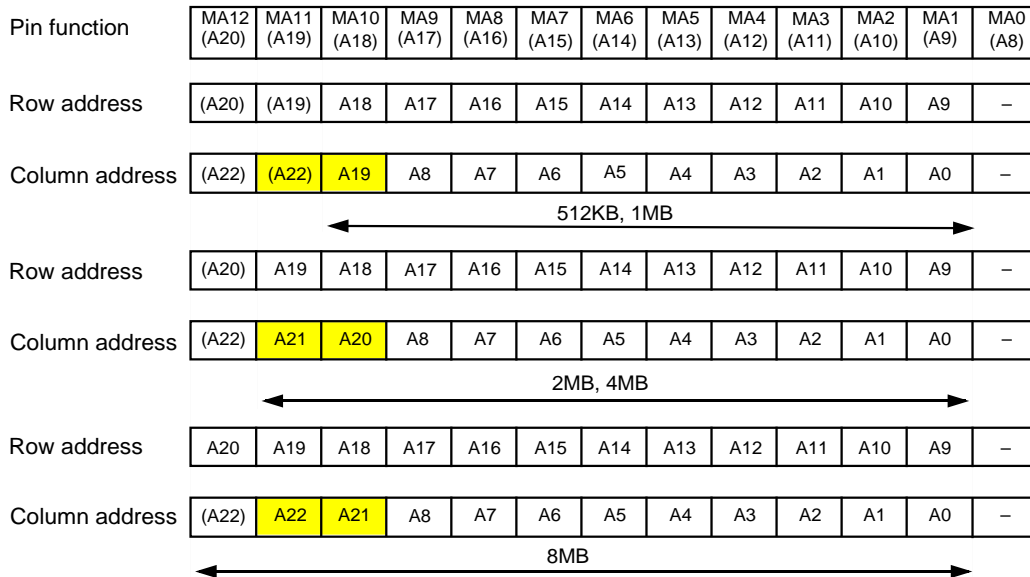 Pin function MA12 MA11 MA10 MA9 MA8 MA7 MA6 MA5 MA4 MA3 MA2 MA1 MA0
(A20) (A19) (A18) (A17) (A16) (A15) (A14) (A13) (A12) (A11) (A10) (A9) (A8)
Row address (A20) (A19) A18 A17 A16 A15 A14 A13 A12 A11 A10 A9 –
Column address (A22) (A22) A19 A8 A7 A6 A5 A4 A3 A2 A1 A0 –
512KB, 1MB
Row address (A20) A19 A18 A17 A16 A15 A14 A13 A12 A11 A10 A9 –
Column address (A22) A21 A20 A8 A7 A6 A5 A4 A3 A2 A1 A0 –
2MB, 4MB
Row address A20 A19 A18 A17 A16 A15 A14 A13 A12 A11 A10 A9 –
Column address (A22) A22 A21 A8 A7 A6 A5 A4 A3 A2 A1 A0 –
8MB